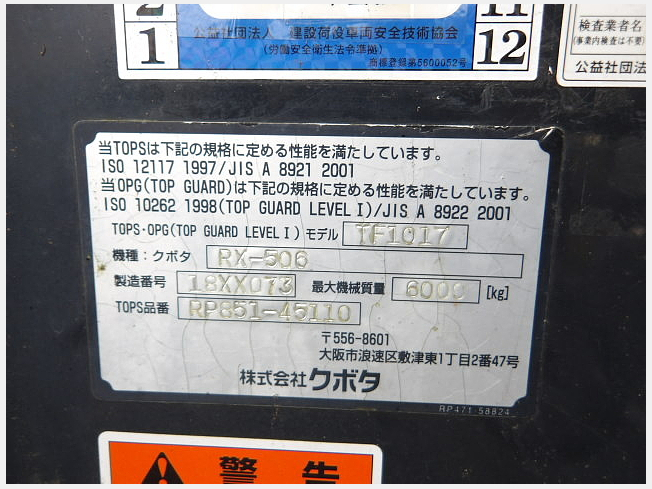 2
11
検査業者名
1
公益社団法人 建設荷役車両安全技術協会
(労働安全衛生法令準拠)
商標登録第5600052号
12
(事業内検査は不要)
公益社団法
当TOPSは下記の規格に定める性能を満たしています。
ISO 12117 1997/JIS A 8921 2001
当OPG(TOP GUARD)は下記の規格に定める性能を満たしています。
ISO 10262 1998(TOP GUARD LEVEL I)/JIS A 8922 2001
TOPS・OPG(TOP GUARD LEVEL I) モデル TF1017
機種：クボタ RX-506
製造番号 18XX073 最大機械質量 6000 [kg]
TOPS品番 RP851-45110
〒556-8601
大阪市浪速区敷津東1丁目2番47号
株式会社クボタ
RP471 58824
警告